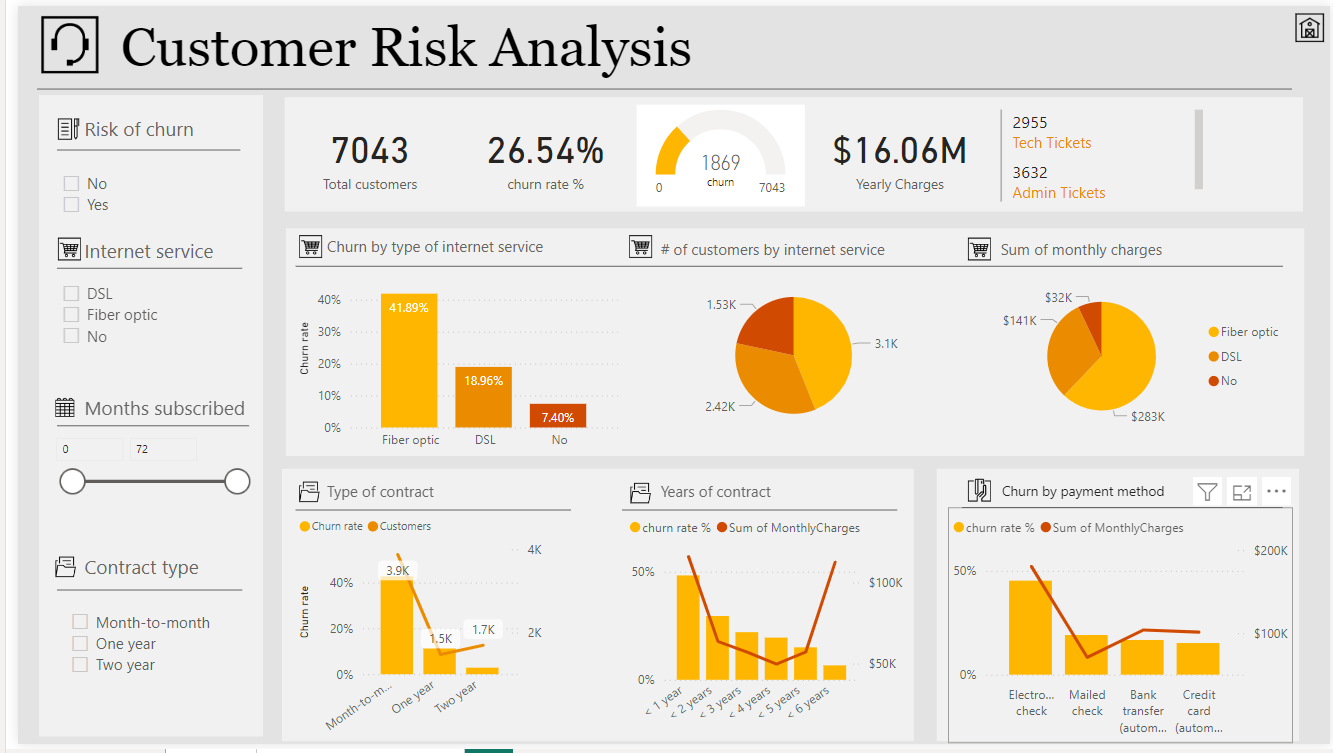 Customer Risk Analysis
Risk of churn
No
Yes
Internet service
DSL
Fiber optic
No
Months subscribed
0
72
Contract type
Month-to-month
One year
Two year
7043
Total customers
26.54%
churn rate %
1869
churn
0
7043
$16.06M
Yearly Charges
2955
Tech Tickets
3632
Admin Tickets
Churn by type of internet service
Churn rate
40%
30%
20%
10%
0%
41.89%
18.96%
7.40%
Fiber optic
DSL
No
# of customers by internet service
1.53K
3.1K
2.42K
Sum of monthly charges
$32K
$141K
$283K
Fiber optic
DSL
No
Type of contract
Churn rate
Customers
Churn rate
40%
20%
0%
4K
2K
3.9K
1.5K
1.7K
Month-to-m...
One year
Two year
Years of contract
churn rate %
Sum of MonthlyCharges
50%
0%
$100K
$50K
< 1 year
< 2 years
< 3 years
< 4 years
< 5 years
< 6 years
Churn by payment method
churn rate %
Sum of MonthlyCharges
50%
0%
$200K
$100K
Electro...
check
Mailed
check
Bank
transfer
(autom...
Credit
card
(autom...